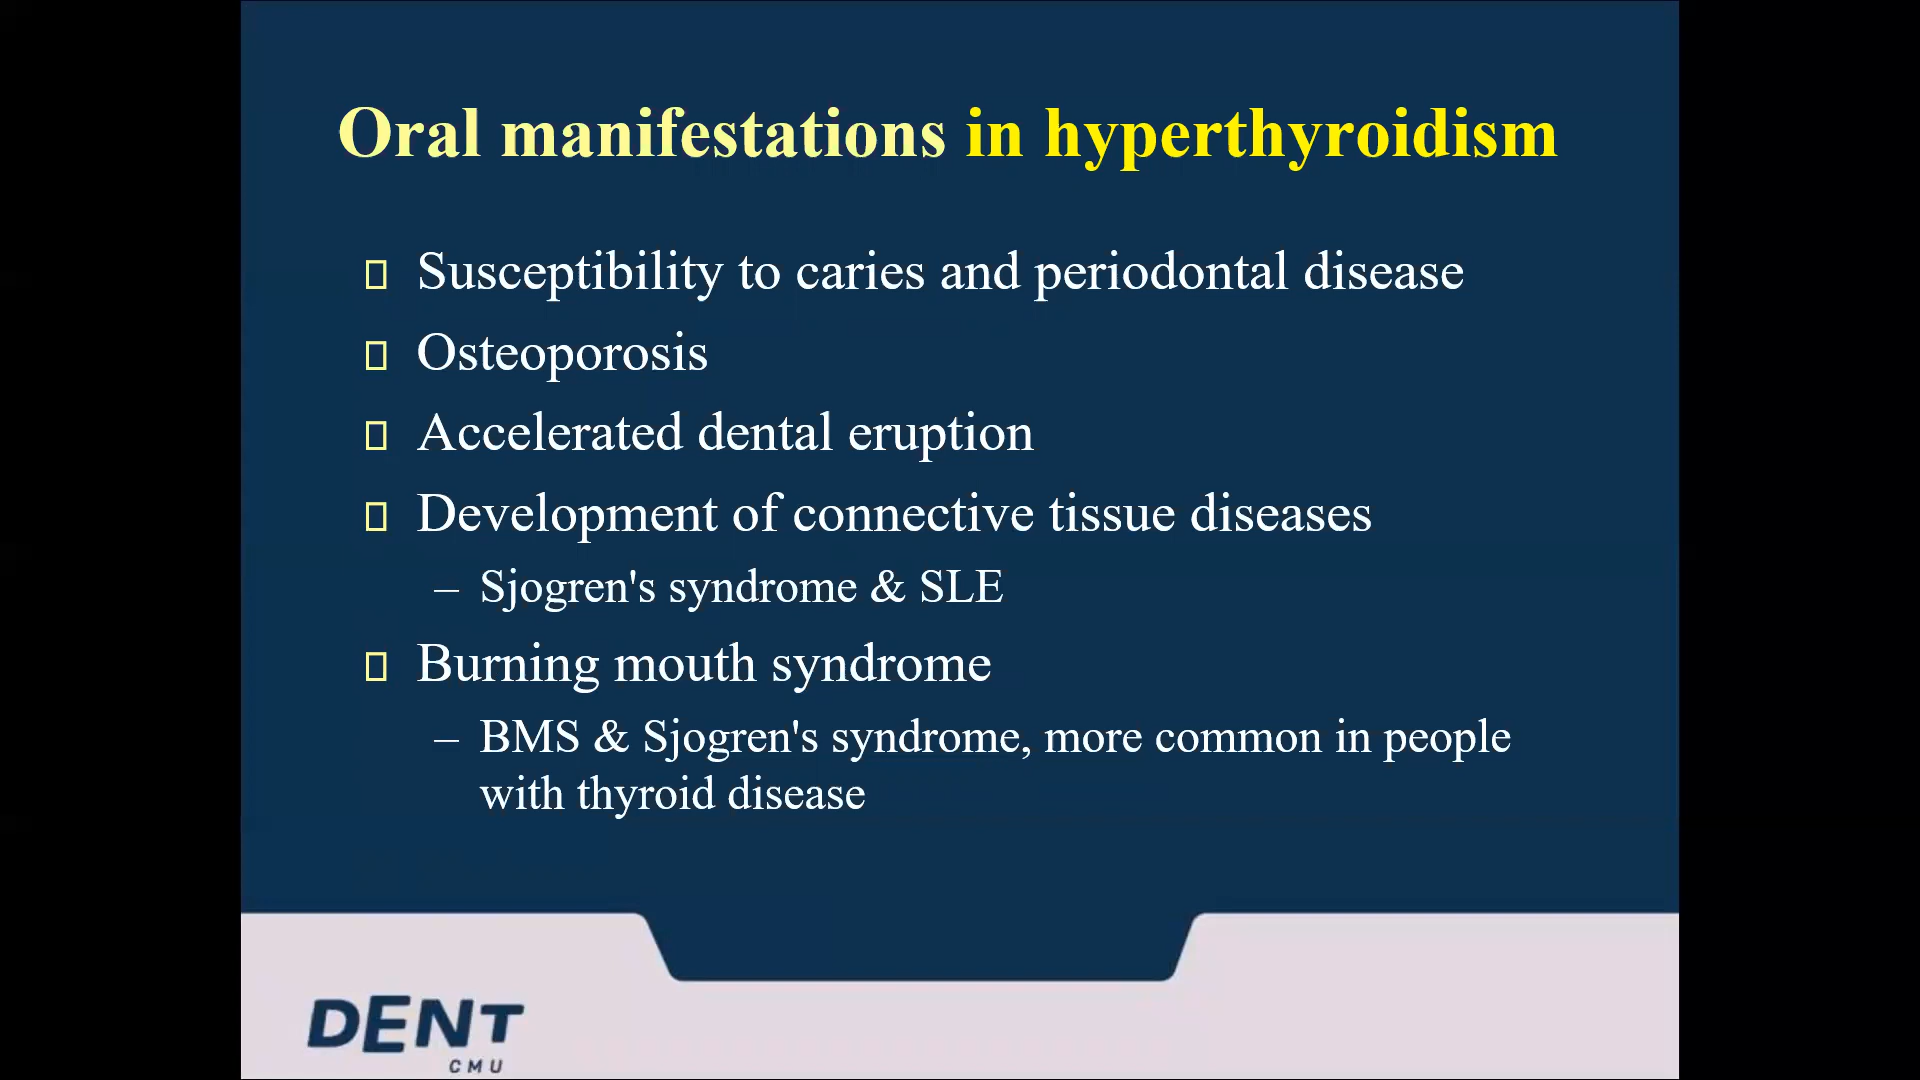 Oral manifestations in hyperthyroidism
Susceptibility to caries and periodontal disease
Osteoporosis
Accelerated dental eruption
Development of connective tissue diseases
– Sjogren's syndrome & SLE
Burning mouth syndrome
– BMS & Sjogren's syndrome, more common in people
with thyroid disease
DENT
CMU